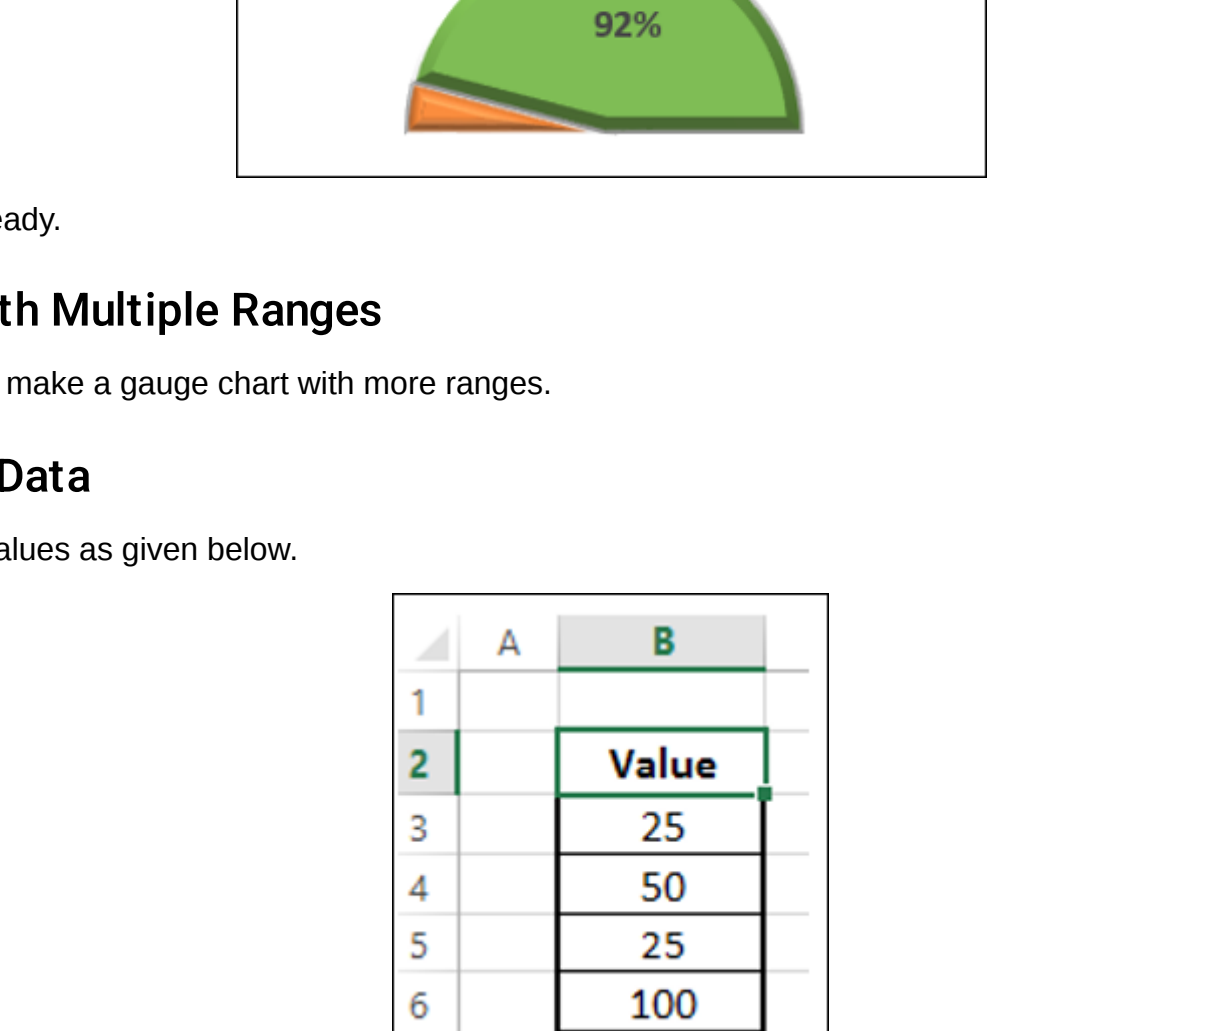 92%
eady.
th Multiple Ranges
make a gauge chart with more ranges.
Data
alues as given below.
A B
1
2 Value
3 25
4 50
5 25
6 100